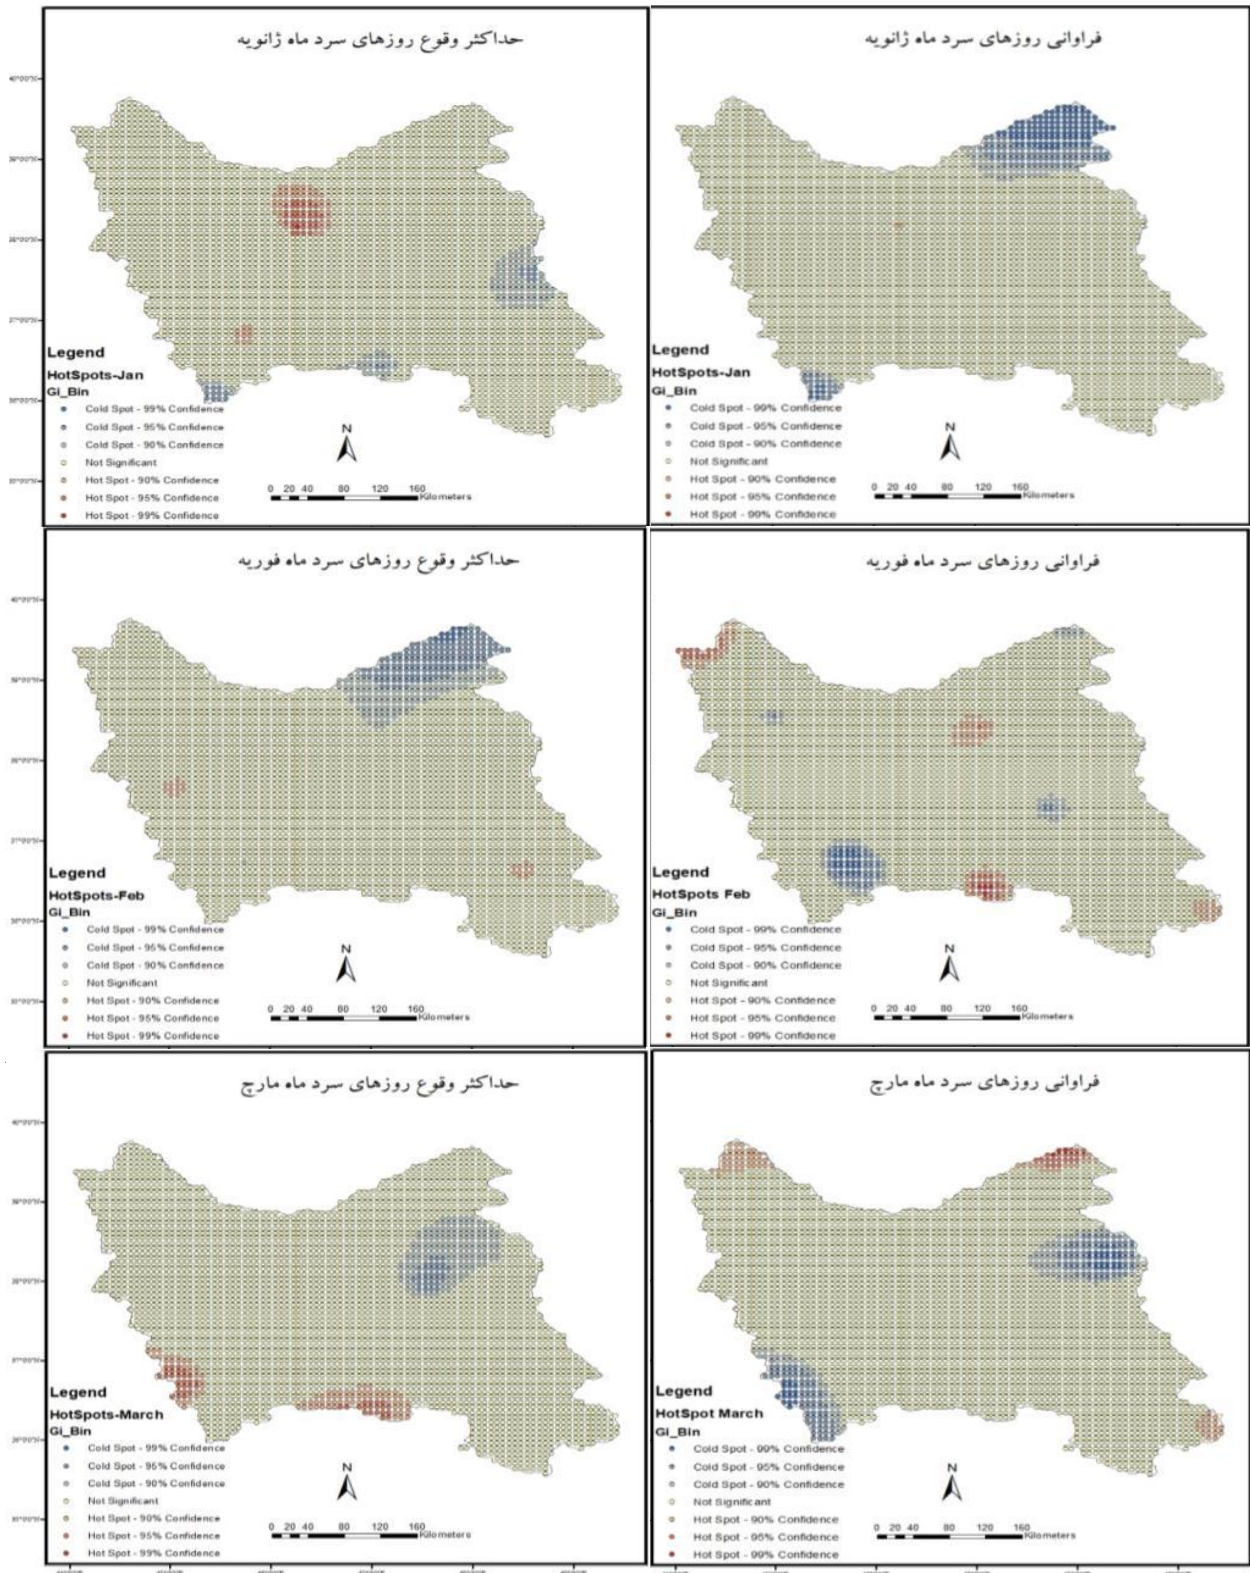 حداکثر وقوع روزهای سرد ماه ژانویه
Legend
HotSpots-Jan
Gi_Bin
Cold Spot - 99% Confidence
Cold Spot - 95% Confidence
Cold Spot - 90% Confidence
Not Significant
Hot Spot - 90% Confidence
Hot Spot - 95% Confidence
Hot Spot - 99% Confidence
N
0 20 40 80 120 160
Kilometers
فراوانی روزهای سرد ماه ژانویه
Legend
HotSpots-Jan
Gi_Bin
Cold Spot - 99% Confidence
Cold Spot - 95% Confidence
Cold Spot - 90% Confidence
Not Significant
Hot Spot - 90% Confidence
Hot Spot - 95% Confidence
Hot Spot - 99% Confidence
N
0 20 40 80 120 160
Kilometers
حداکثر وقوع روزهای سرد ماه فوریه
Legend
HotSpots-Feb
Gi_Bin
Cold Spot - 99% Confidence
Cold Spot - 95% Confidence
Cold Spot - 90% Confidence
Not Significant
Hot Spot - 90% Confidence
Hot Spot - 95% Confidence
Hot Spot - 99% Confidence
N
0 20 40 80 120 160
Kilometers
فراوانی روزهای سرد ماه فوریه
Legend
HotSpots Feb
Gi_Bin
Cold Spot - 99% Confidence
Cold Spot - 95% Confidence
Cold Spot - 90% Confidence
Not Significant
Hot Spot - 90% Confidence
Hot Spot - 95% Confidence
Hot Spot - 99% Confidence
N
0 20 40 80 120 160
Kilometers
حداکثر وقوع روزهای سرد ماه مارچ
Legend
HotSpots-March
Gi_Bin
Cold Spot - 99% Confidence
Cold Spot - 95% Confidence
Cold Spot - 90% Confidence
Not Significant
Hot Spot - 90% Confidence
Hot Spot - 95% Confidence
Hot Spot - 99% Confidence
N
0 20 40 80 120 160
Kilometers
فراوانی روزهای سرد ماه مارچ
Legend
HotSpot March
Gi_Bin
Cold Spot - 99% Confidence
Cold Spot - 95% Confidence
Cold Spot - 90% Confidence
Not Significant
Hot Spot - 90% Confidence
Hot Spot - 95% Confidence
Hot Spot - 99% Confidence
N
0 20 40 80 120 160
Kilometers